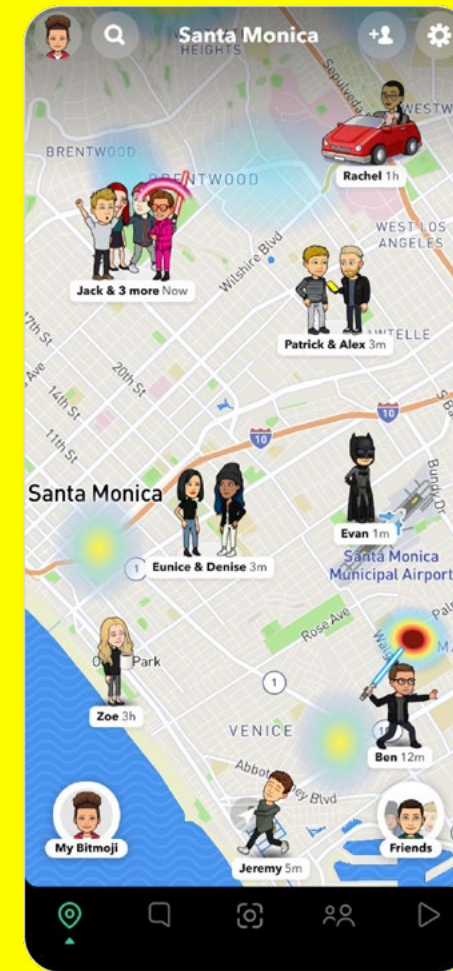 Santa Monica
HEIGHTS
Sepulveda
WESTW
BRENTWOOD
BRENTWOOD
Rachel 1h
WEST LOS
ANGELES
Jack & 3 more Now
Wilshire Blvd
Patrick & Alex 3m
WTELLE
17th St
20th St
Ave
14th St
11th St
10
10
Bundy Dr
Santa Monica
Evan 1m
1
Eunice & Denise 3m
Santa Monica
Municipal Airport
Rose Ave
Park
1
Zoe 3h
VENICE
Ben 12m
My Bitmoji
Friends
Jeremy 5m